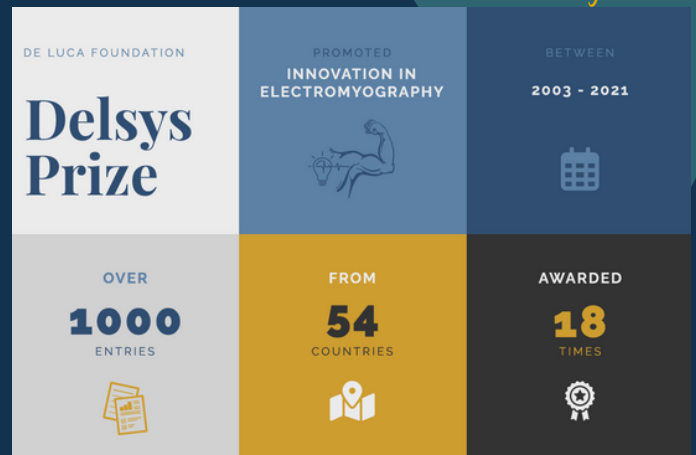 DE LUCA FOUNDATION
Delsys
Prize
PROMOTED
INNOVATION IN
ELECTROMYOGRAPHY
BETWEEN
2003 - 2021
OVER
1000
ENTRIES
FROM
54
COUNTRIES
AWARDED
18
TIMES